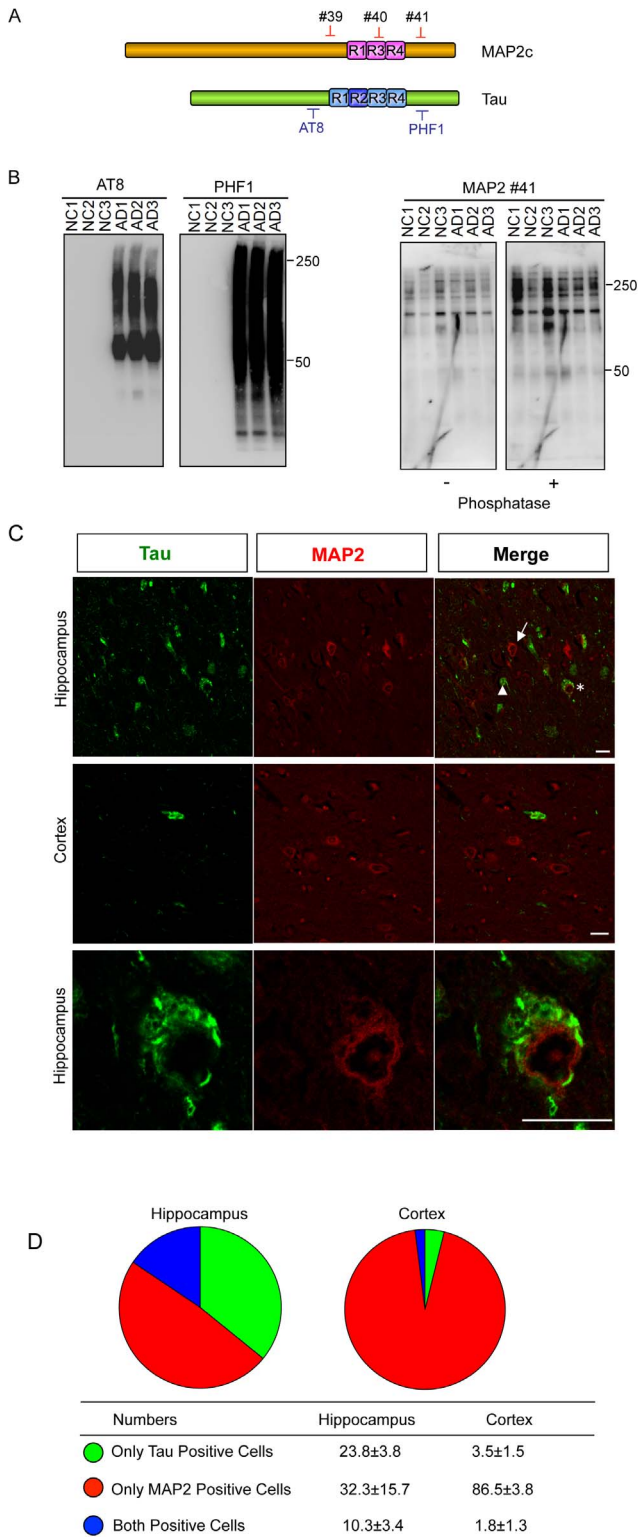 A
#39 #40 #41
R1 R3 R4 MAP2c
R1 R2 R3 R4 Tau
AT8 PHF1
B
AT8 PHF1 MAP2 #41
NC1 NC2 NC3 AD1 AD2 AD3 NC1 NC2 NC3 AD1 AD2 AD3 NC1 NC2 NC3 AD1 AD2 AD3 NC1 NC2 NC3 AD1 AD2 AD3
250 250
50 50
- +
Phosphatase
C
Tau MAP2 Merge
Hippocampus
*
Cortex
Hippocampus
D
Hippocampus Cortex
Numbers Hippocampus Cortex
Only Tau Positive Cells 23.8±3.8 3.5±1.5
Only MAP2 Positive Cells 32.3±15.7 86.5±3.8
Both Positive Cells 10.3±3.4 1.8±1.3